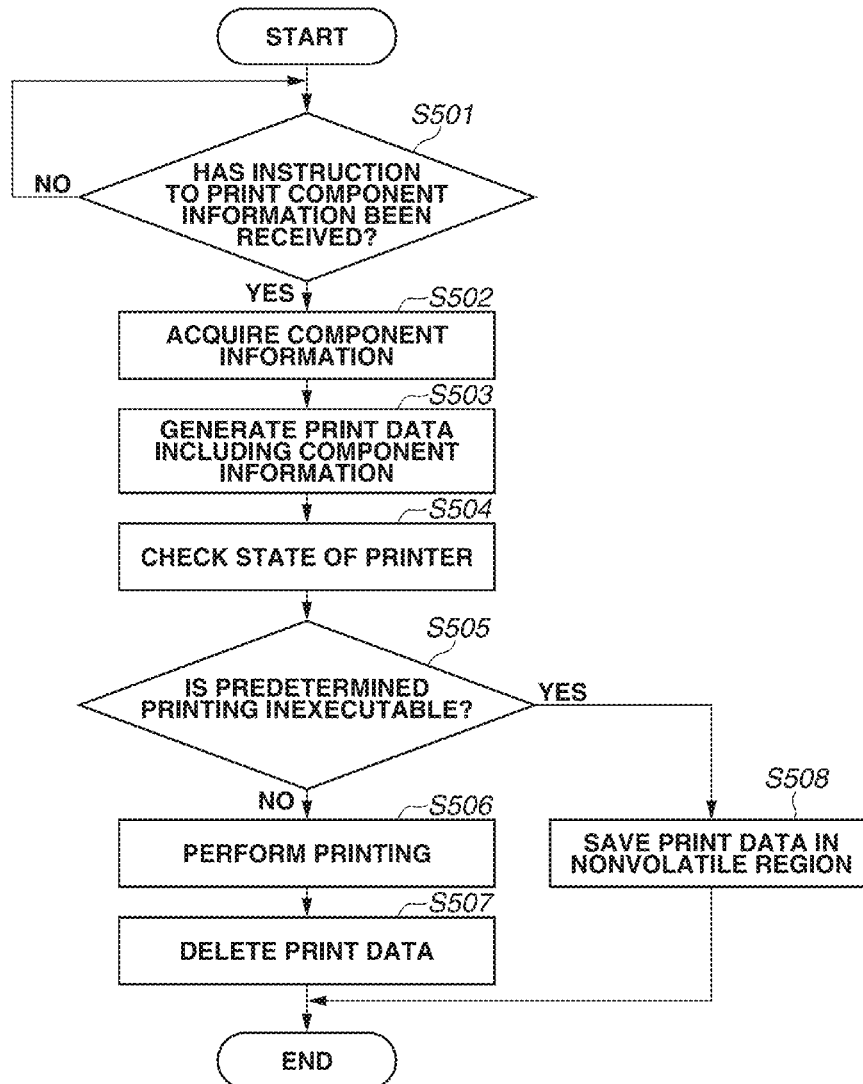 START
S501
HAS INSTRUCTION
TO PRINT COMPONENT
INFORMATION BEEN
RECEIVED?
NO
YES
S502
ACQUIRE COMPONENT
INFORMATION
S503
GENERATE PRINT DATA
INCLUDING COMPONENT
INFORMATION
S504
CHECK STATE OF PRINTER
S505
IS PREDETERMINED
PRINTING INEXECUTABLE?
YES
NO
S506
PERFORM PRINTING
S508
SAVE PRINT DATA IN
NONVOLATILE REGION
S507
DELETE PRINT DATA
END